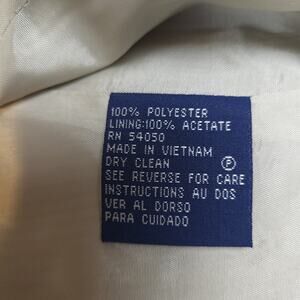 100% POLYESTER
LINING:100% ACETATE
RN 54050
MADE IN VIETNAM
DRY CLEAN Ⓟ
SEE REVERSE FOR CARE
INSTRUCTIONS AU DOS
VER AL DORSO
PARA CUIDADO